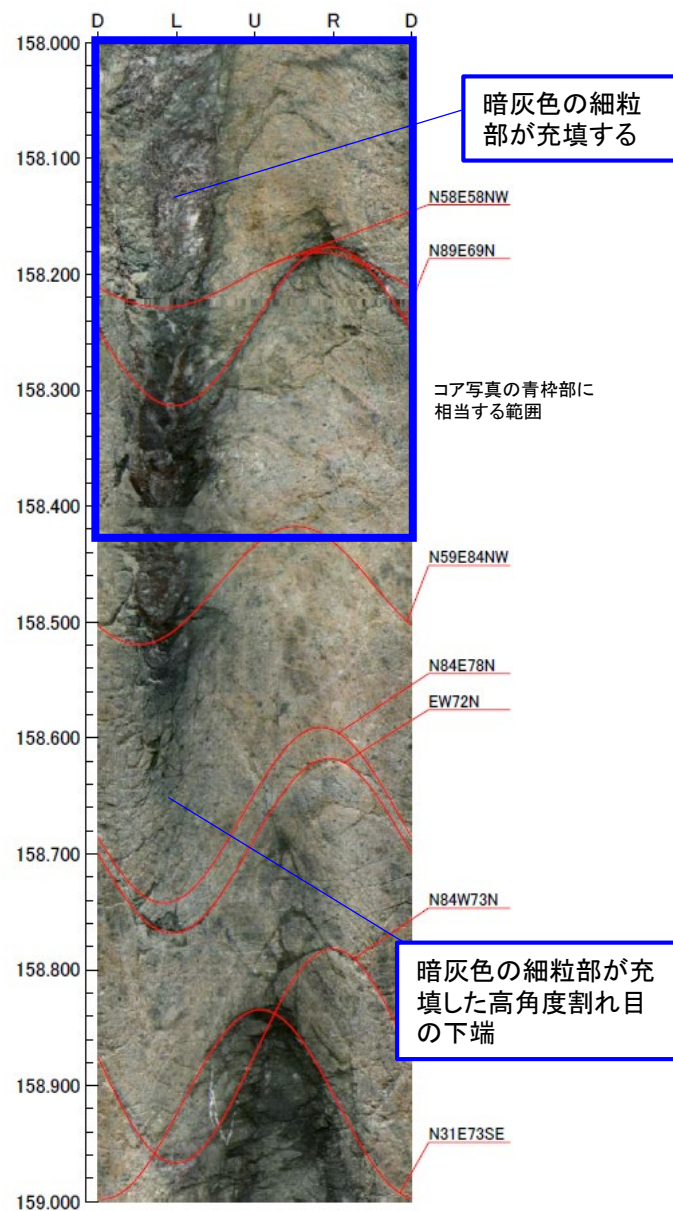 D L U R D
158.000
暗灰色の細粒
部が充填する
158.100
N58E58NW
158.200
N89E69N
158.300
コア写真の青枠部に
相当する範囲
158.400
N59E84NW
158.500
N84E78N
158.600
EW72N
158.700
N84W73N
158.800
暗灰色の細粒部が充
填した高角度割れ目
の下端
158.900
N31E73SE
159.000